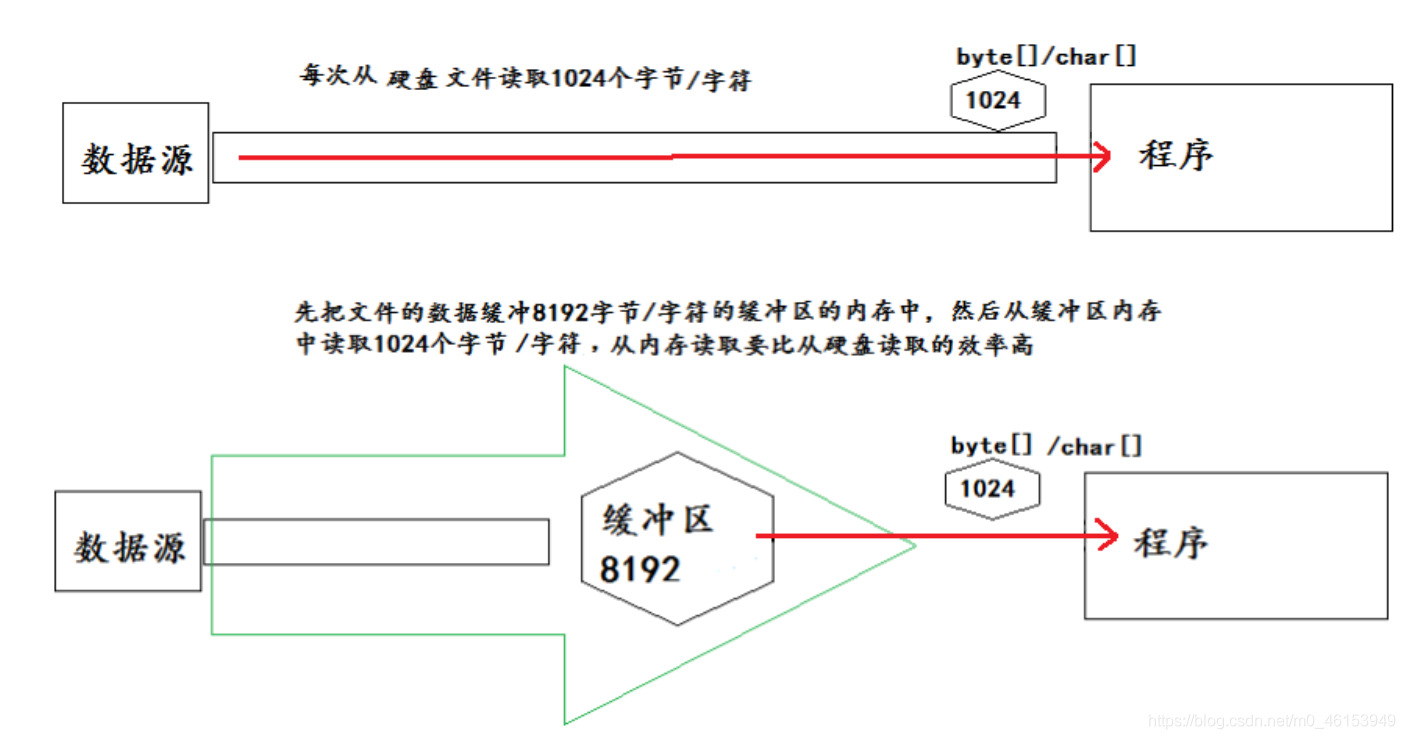 byte[]/char[]
每次从 硬盘 文件读取1024个字节/字符
1024
数据源
程序
先把文件的数据缓冲8192字节/字符的缓冲区的内存中，然后从缓冲区内存
中读取1024个字节 /字符，从内存读取要比从硬盘读取的效率高
byte[] /char[]
1024
缓冲区
8192
数据源
程序
https://blog.csdn.net/m0_46153949